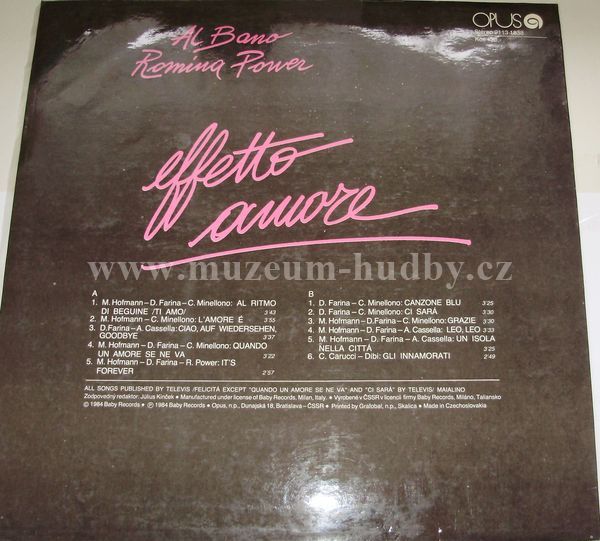 OPUS
Stereo 9113 1538
Al Bano
Romina Power
effetto
amore
www.muzeum-hudby.cz
A
1. M. Hofmann–D. Farina–C. Minellono: AL RITMO
DI BEGUINE /TI AMO/ 3'43
2. M. Hofmann – C. Minellono: L'AMORE É 3'55
3. D.Farina–A. Cassella: CIAO, AUF WIEDERSEHEN,
GOODBYE 3'37
4. M. Hofmann – D. Farina – C. Minellono: QUANDO
UN AMORE SE NE VA 3'22
5. M. Hofmann – D. Farina – R. Power: IT'S
FOREVER 2'57
B
1. D. Farina – C. Minellono: CANZONE BLU 3'25
2. D. Farina – C. Minellono: CI SARÁ 3'30
3. M. Hofmann–D.Farina–C. Minellono: GRAZIE 3'30
4. M. Hofmann – D. Farina – A. Cassella: LEO, LEO 3'33
5. M. Hofmann – D. Farina – A. Cassella: UN ISOLA
NELLA CITTÁ 3'25
6. C. Carucci – Dibi: GLI INNAMORATI 2'49
ALL SONGS PUBLISHED BY TELEVIS /FELICITÁ EXCEPT "QUANDO UN AMORE SE NE VA" AND "CI SARÁ" BY TELEVIS/ MAIALINO
Zodpovedný redaktor: Július Kinček ★ Manufactured under license of Baby Records, Milan, Italy. ★ Vyrobené v ČSSR v licencii firmy Baby Records, Miláno, Taliansko
© 1984 Baby Records ★ ℗ 1984 Baby Records ★ Opus, n.p., Dunajská 18, Bratislava – ČSSR ★ Printed by Grafobal, n.p., Skalica ★ Made in Czechoslovakia